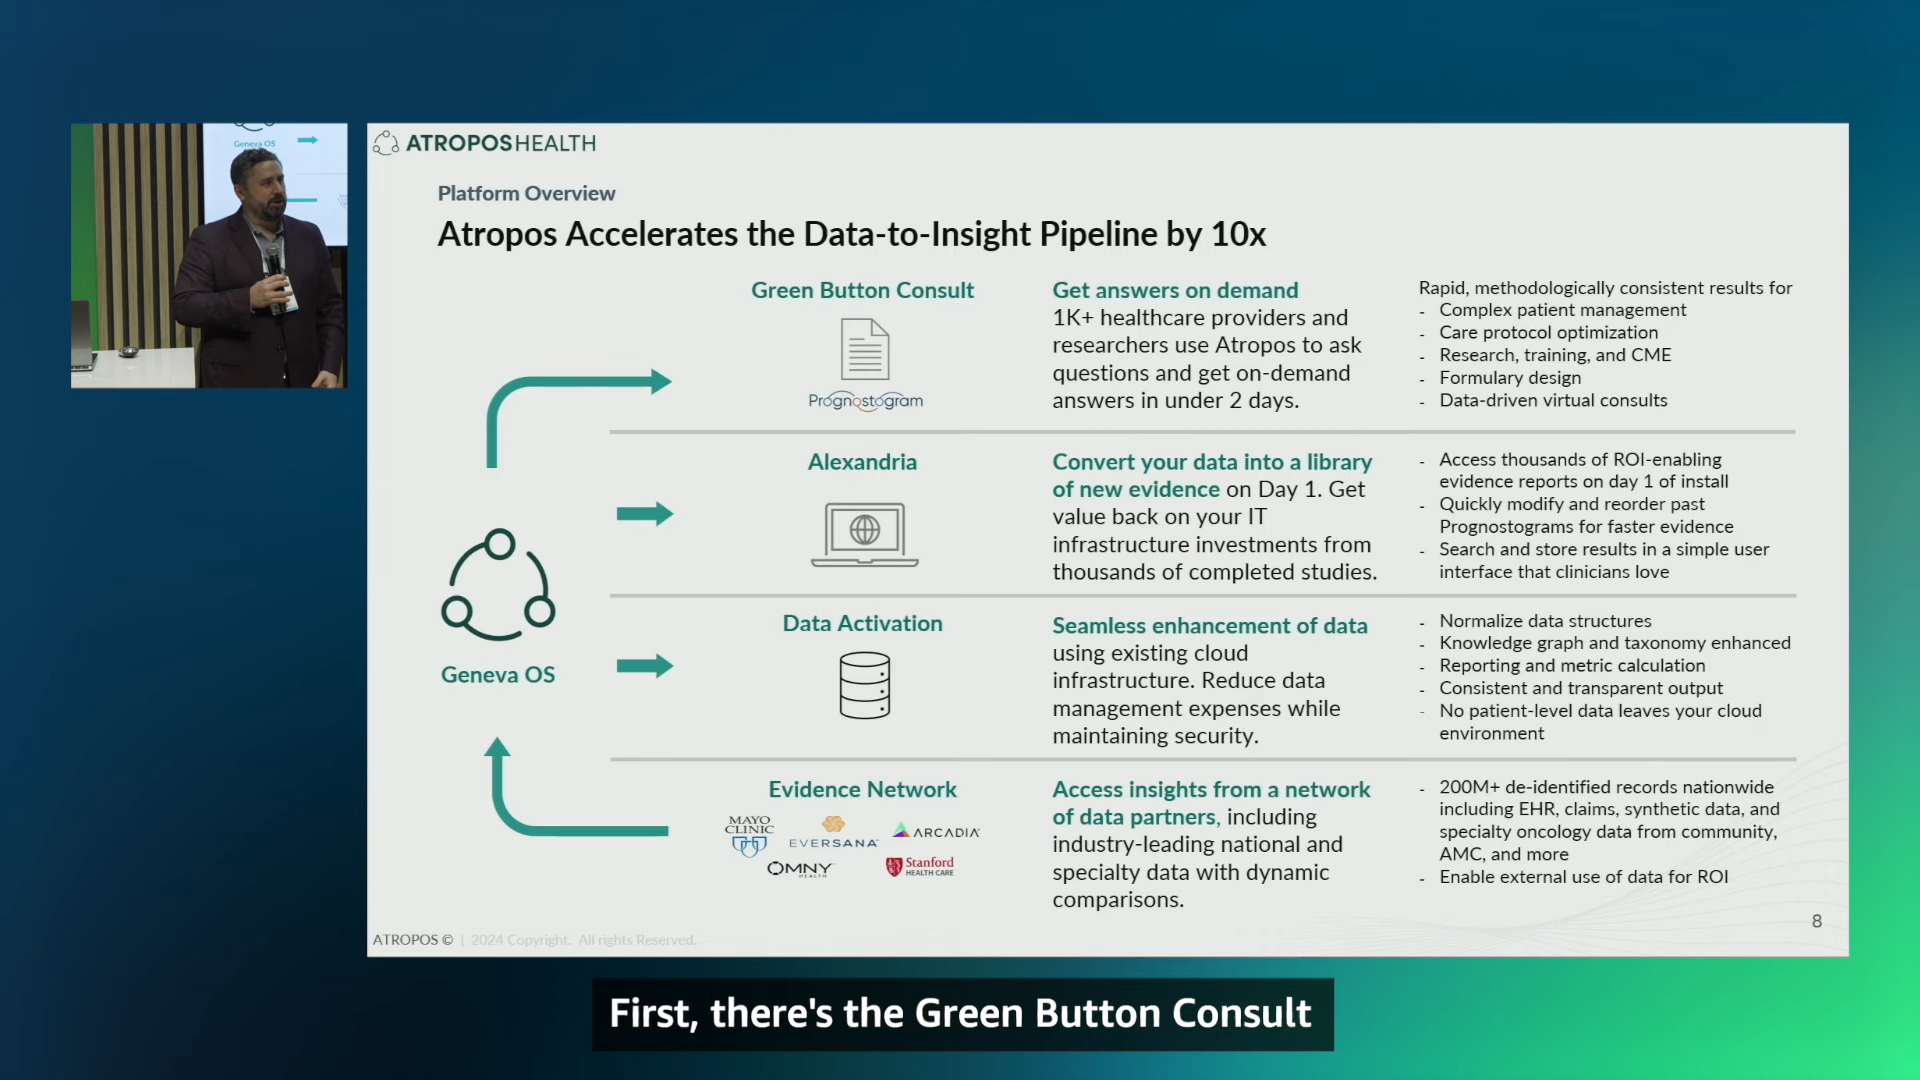 Geneva OS
ATROPOSHEALTH
Platform Overview
Atropos Accelerates the Data-to-Insight Pipeline by 10x
Geneva OS
Green Button Consult
Prognostogram
Get answers on demand
1K+ healthcare providers and
researchers use Atropos to ask
questions and get on-demand
answers in under 2 days.
Rapid, methodologically consistent results for
- Complex patient management
- Care protocol optimization
- Research, training, and CME
- Formulary design
- Data-driven virtual consults
Alexandria
Convert your data into a library
of new evidence on Day 1. Get
value back on your IT
infrastructure investments from
thousands of completed studies.
- Access thousands of ROI-enabling
evidence reports on day 1 of install
- Quickly modify and reorder past
Prognostograms for faster evidence
- Search and store results in a simple user
interface that clinicians love
Data Activation
Seamless enhancement of data
using existing cloud
infrastructure. Reduce data
management expenses while
maintaining security.
- Normalize data structures
- Knowledge graph and taxonomy enhanced
- Reporting and metric calculation
- Consistent and transparent output
- No patient-level data leaves your cloud
environment
Evidence Network
MAYO
CLINIC
EVERSANA
ARCADIA
OMNY
HEALTH
Stanford
HEALTH CARE
Access insights from a network
of data partners, including
industry-leading national and
specialty data with dynamic
comparisons.
- 200M+ de-identified records nationwide
including EHR, claims, synthetic data, and
specialty oncology data from community,
AMC, and more
- Enable external use of data for ROI
8
ATROPOS © | 2024 Copyright. All rights Reserved.
First, there's the Green Button Consult